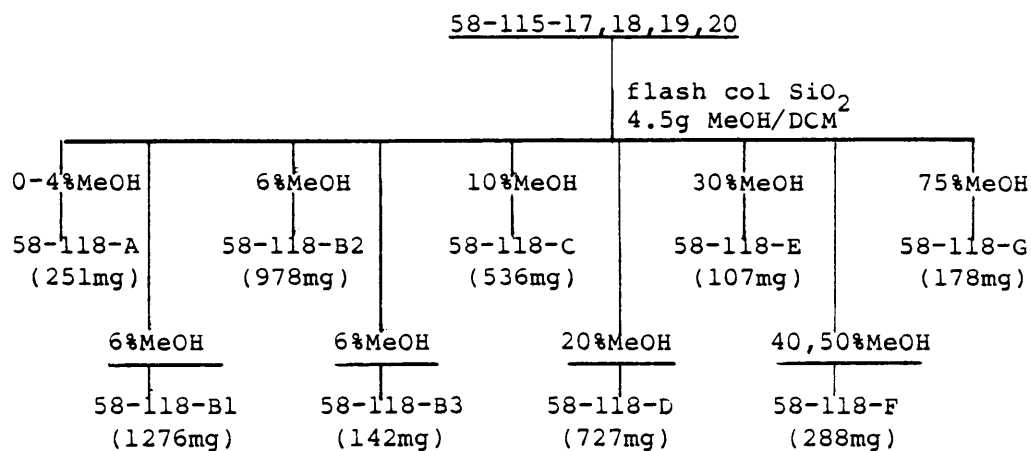 58-115-17,18,19,20
flash col SiO₂
4.5g MeOH/DCM
0-4%MeOH 6%MeOH 10%MeOH 30%MeOH 75%MeOH
58-118-A 58-118-B2 58-118-C 58-118-E 58-118-G
(251mg) (978mg) (536mg) (107mg) (178mg)
6%MeOH 6%MeOH 20%MeOH 40,50%MeOH
58-118-B1 58-118-B3 58-118-D 58-118-F
(1276mg) (142mg) (727mg) (288mg)